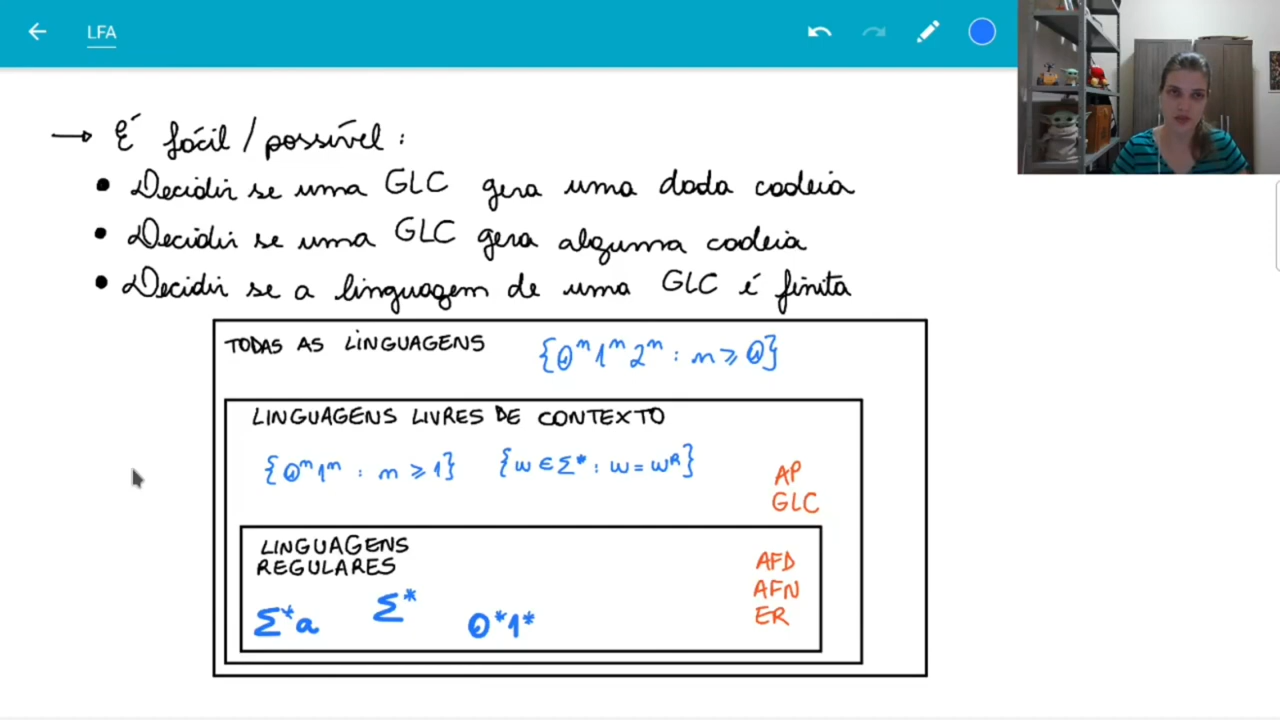 LFA
→ É fácil / possível:
• Decidir se uma GLC gera uma dada cadeia
• Decidir se uma GLC gera alguma cadeia
• Decidir se a linguagem de uma GLC é finita
TODAS AS LINGUAGENS {0ⁿ1ⁿ2ⁿ : n ⩾ 0}
LINGUAGENS LIVRES DE CONTEXTO
{0ⁿ1ⁿ : n ⩾ 1} {w ∈ Σ* : w = wᴿ}
AP
GLC
LINGUAGENS
REGULARES
AFD
AFN
ER
Σ*a Σ* 0*1*